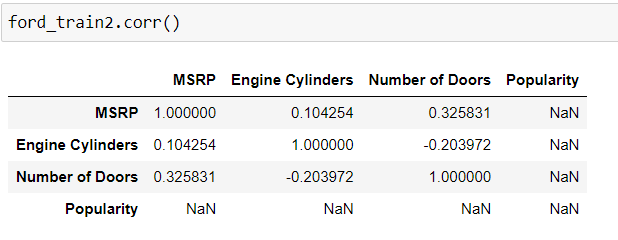 ford_train2.corr()
MSRP Engine Cylinders Number of Doors Popularity
MSRP 1.000000 0.104254 0.325831 NaN
Engine Cylinders 0.104254 1.000000 -0.203972 NaN
Number of Doors 0.325831 -0.203972 1.000000 NaN
Popularity NaN NaN NaN NaN